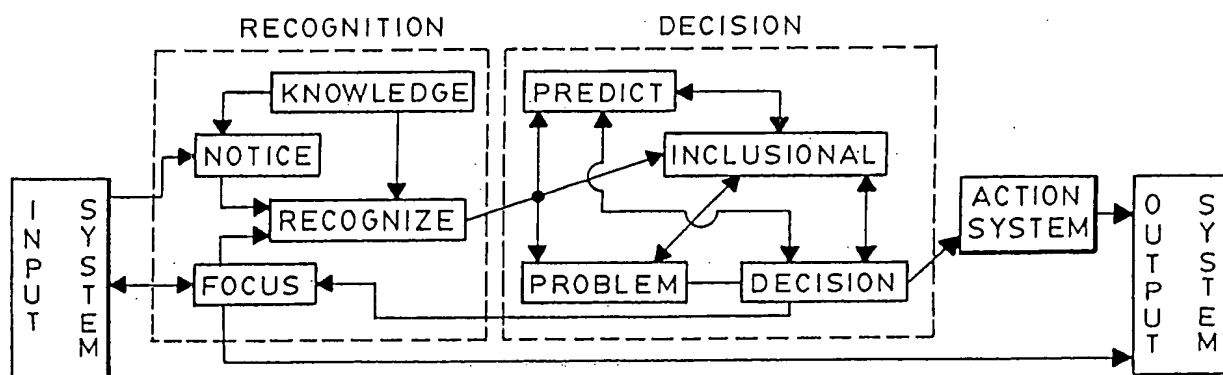 RECOGNITION
DECISION
KNOWLEDGE
PREDICT
NOTICE
INCLUSIONAL
RECOGNIZE
INPUT
SYSTEM
ACTION
SYSTEM
OUTPUT
SYSTEM
FOCUS
PROBLEM
DECISION